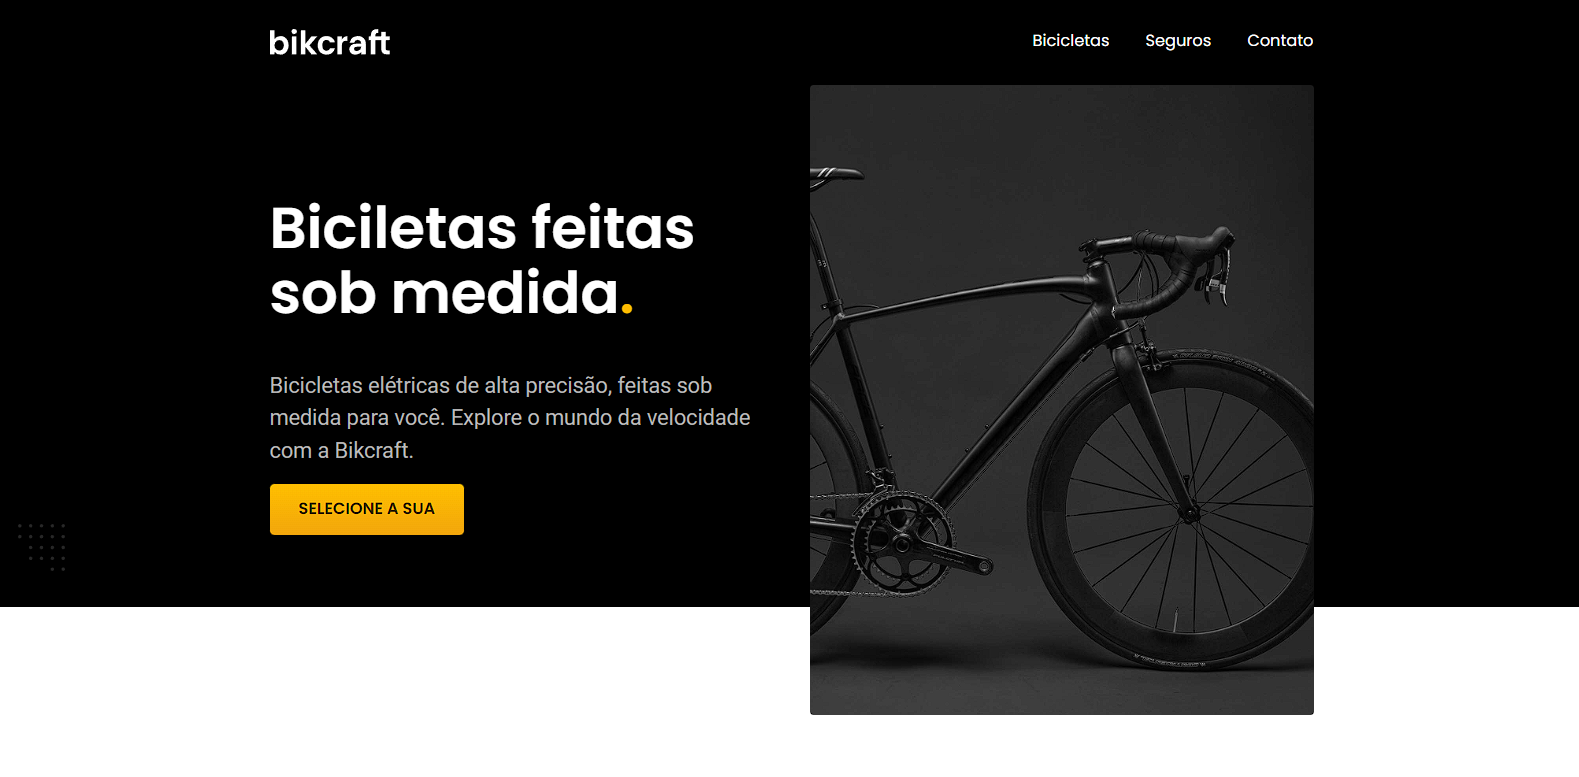 bikcraft
Bicicletas
Seguros
Contato
Biciletas feitas
sob medida.
Bicicletas elétricas de alta precisão, feitas sob
medida para você. Explore o mundo da velocidade
com a Bikcraft.
SELECIONE A SUA